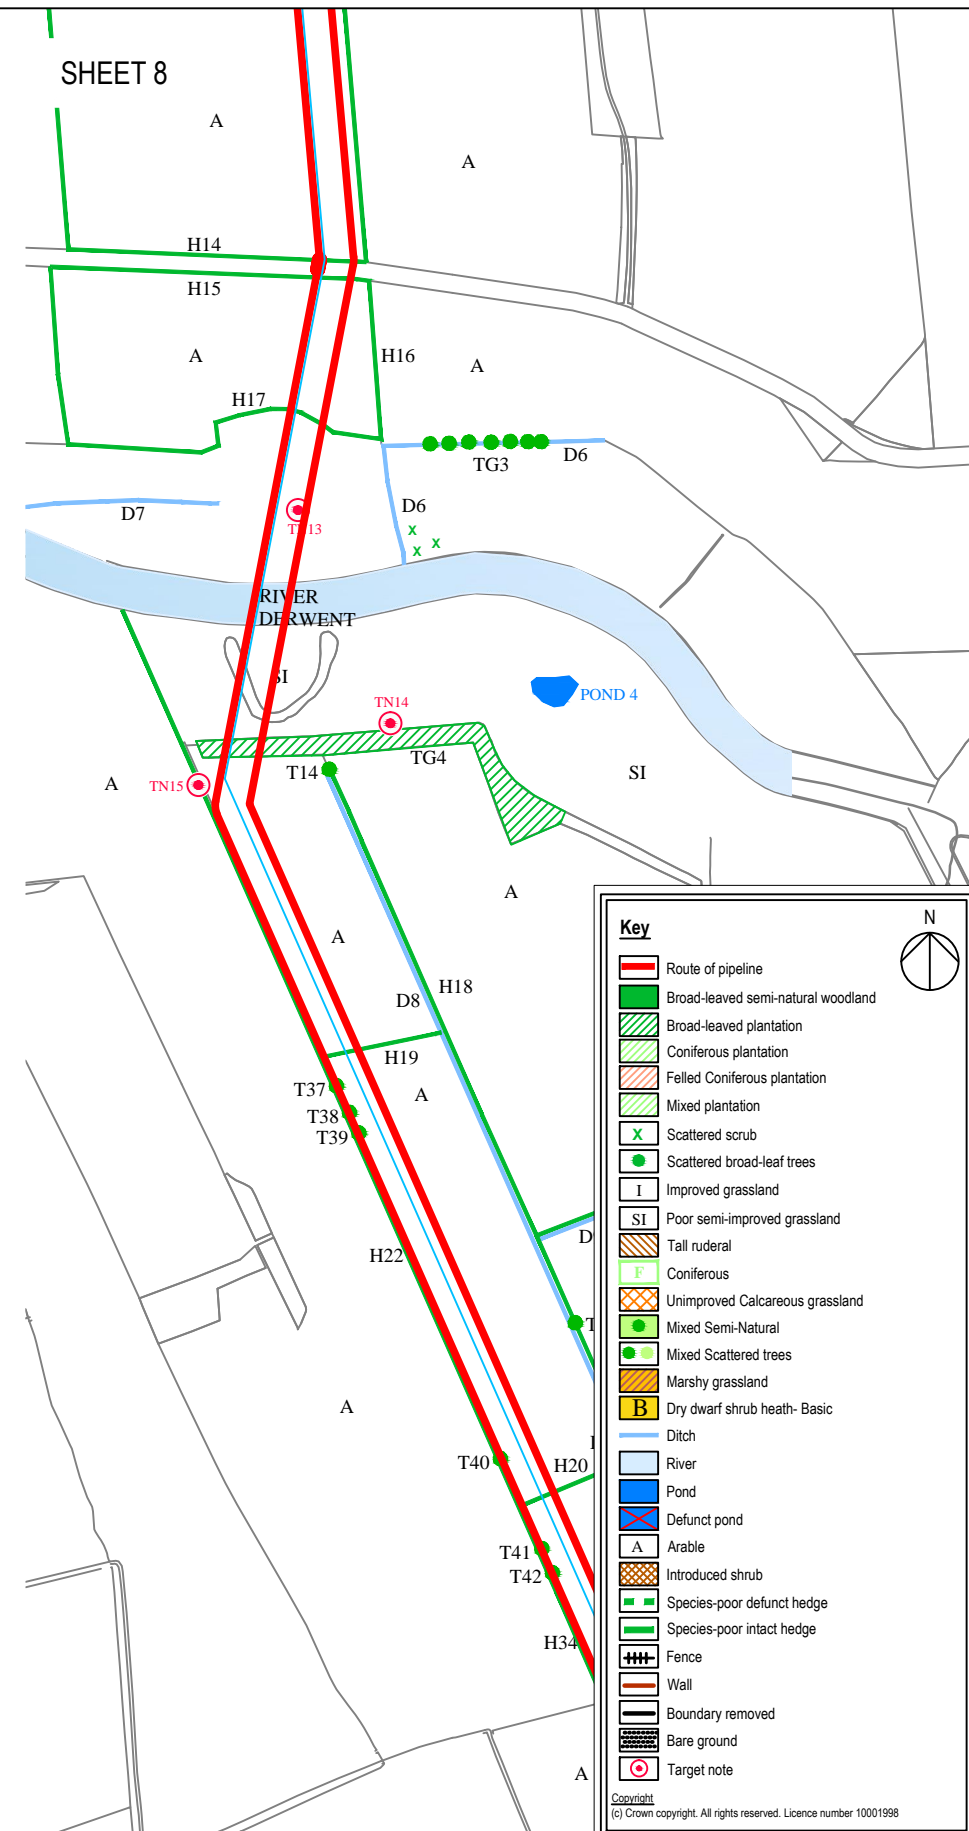 SHEET 8
A
A
H14
H15
A
H16
A
H17
TG3
D6
D6
D7
TN13
RIVER
DERWENT
SI
TN14
POND 4
TG4
SI
T14
A
TN15
A
A
H18
D8
H19
T37
A
T38
T39
H22
A
T40
H20
T41
T42
H34
A
Key
N
Route of pipeline
Broad-leaved semi-natural woodland
Broad-leaved plantation
Coniferous plantation
Felled Coniferous plantation
Mixed plantation
X Scattered scrub
Scattered broad-leaf trees
I Improved grassland
SI Poor semi-improved grassland
Tall ruderal
F Coniferous
Unimproved Calcareous grassland
Mixed Semi-Natural
Mixed Scattered trees
Marshy grassland
B Dry dwarf shrub heath- Basic
Ditch
River
Pond
Defunct pond
A Arable
Introduced shrub
Species-poor defunct hedge
Species-poor intact hedge
Fence
Wall
Boundary removed
Bare ground
Target note
Copyright
(c) Crown copyright. All rights reserved. Licence number 10001998